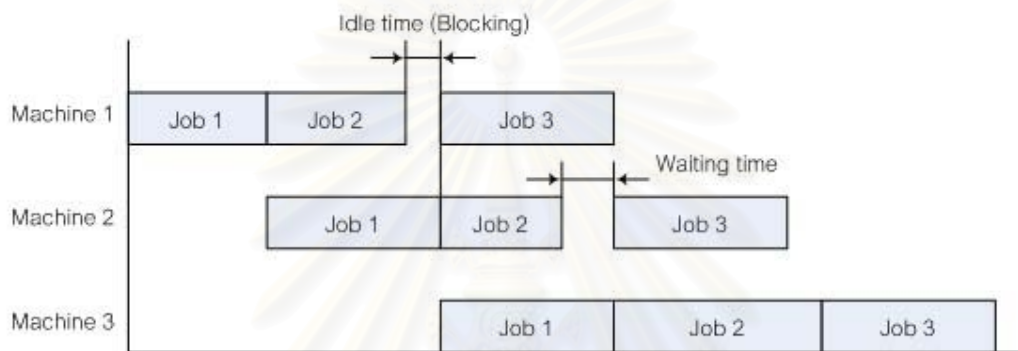 Idle time (Blocking)
Machine 1
Job 1
Job 2
Job 3
Waiting time
Machine 2
Job 1
Job 2
Job 3
Machine 3
Job 1
Job 2
Job 3